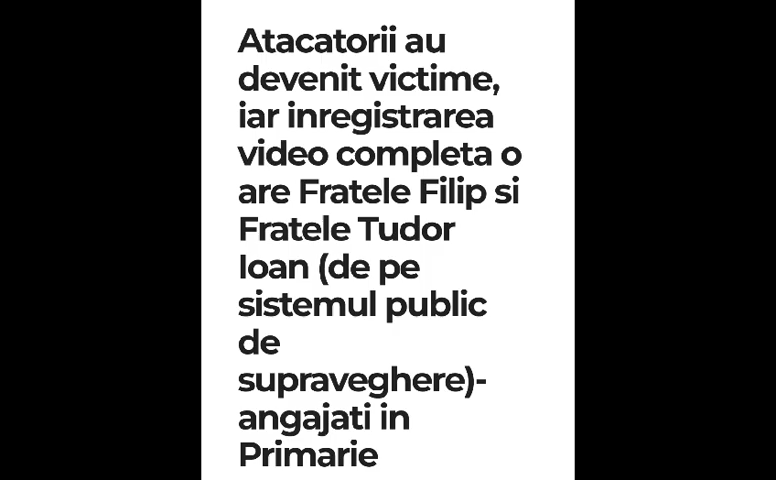 Atacatorii au
devenit victime,
iar inregistrarea
video completa o
are Fratele Filip si
Fratele Tudor
Ioan (de pe
sistemul public
de
supraveghere)-
angajati in
Primarie